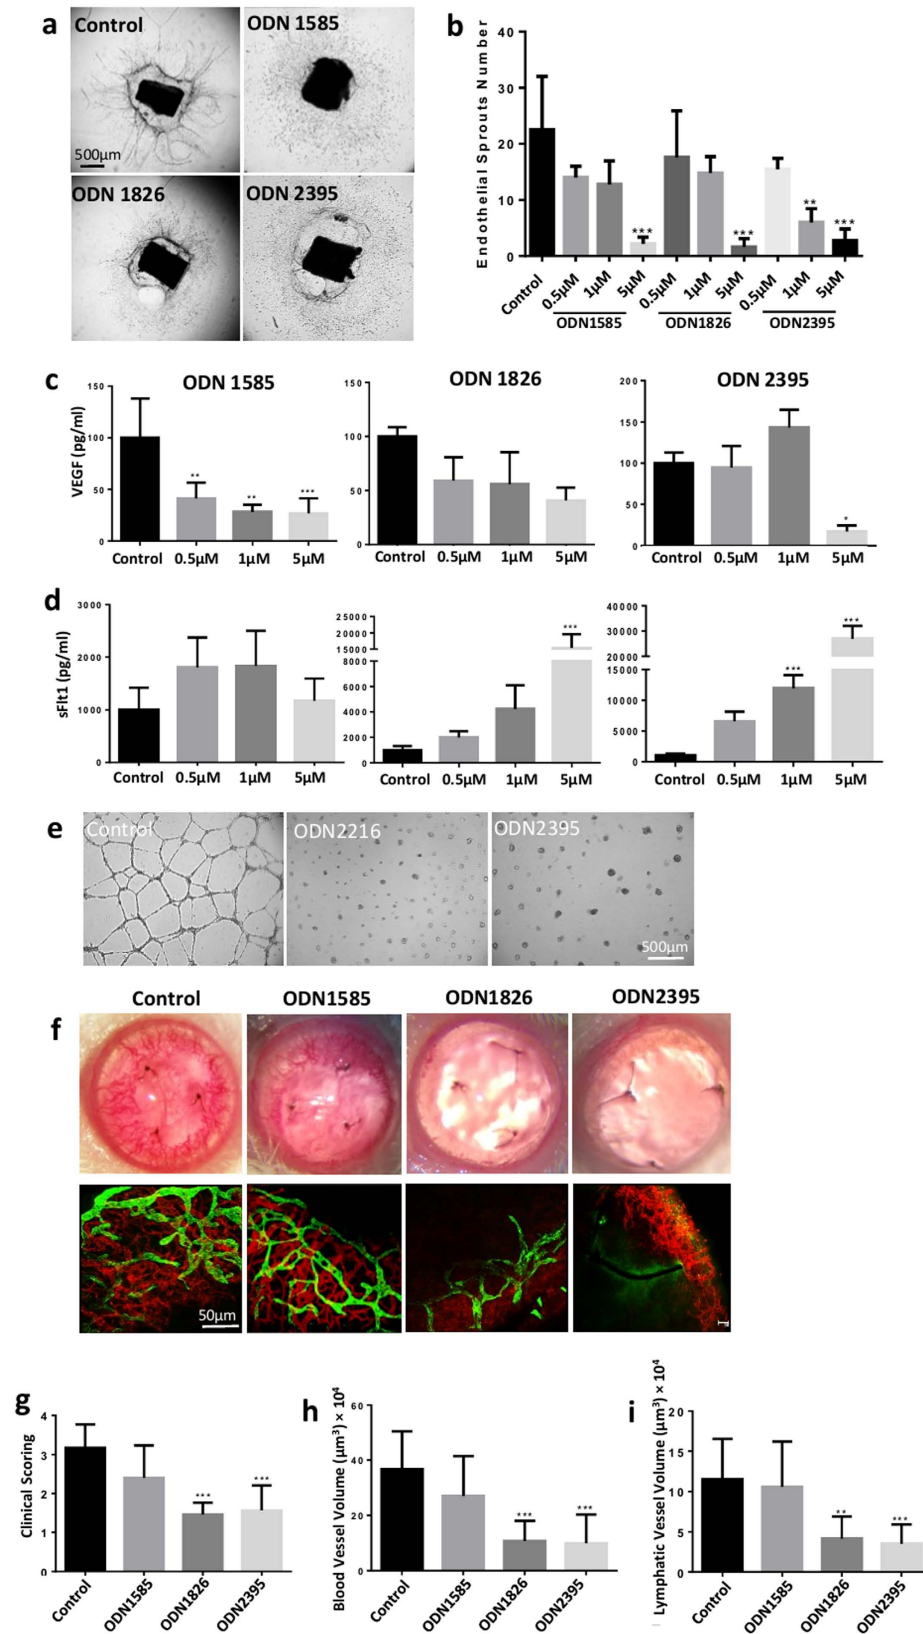 a
Control
ODN 1585
500µm
ODN 1826
ODN 2395
b
Endothelial Sprouts Number
40
30
20
10
0
** *** *** ***
Control 0.5µM 1µM 5µM 0.5µM 1µM 5µM 0.5µM 1µM 5µM
ODN1585 ODN1826 ODN2395
c
ODN 1585
VEGF (pg/ml)
150
100
50
0
** ** ***
Control 0.5µM 1µM 5µM
ODN 1826
150
100
50
0
Control 0.5µM 1µM 5µM
ODN 2395
200
150
100
50
0
*
Control 0.5µM 1µM 5µM
d
sFlt1 (pg/ml)
3000
2000
1000
0
Control 0.5µM 1µM 5µM
25000
20000
15000
8000
6000
4000
2000
0
***
Control 0.5µM 1µM 5µM
40000
30000
20000
15000
10000
5000
0
*** ***
Control 0.5µM 1µM 5µM
e
Control
ODN2216
ODN2395
500µm
f
Control ODN1585 ODN1826 ODN2395
50µm
g
Clinical Scoring
4
3
2
1
0
*** ***
Control ODN1585 ODN1826 ODN2395
h
Blood Vessel Volume (µm³) × 10⁴
60
40
20
0
*** ***
Control ODN1585 ODN1826 ODN2395
i
Lymphatic Vessel Volume (µm³) × 10⁴
20
15
10
5
0
** ***
Control ODN1585 ODN1826 ODN2395